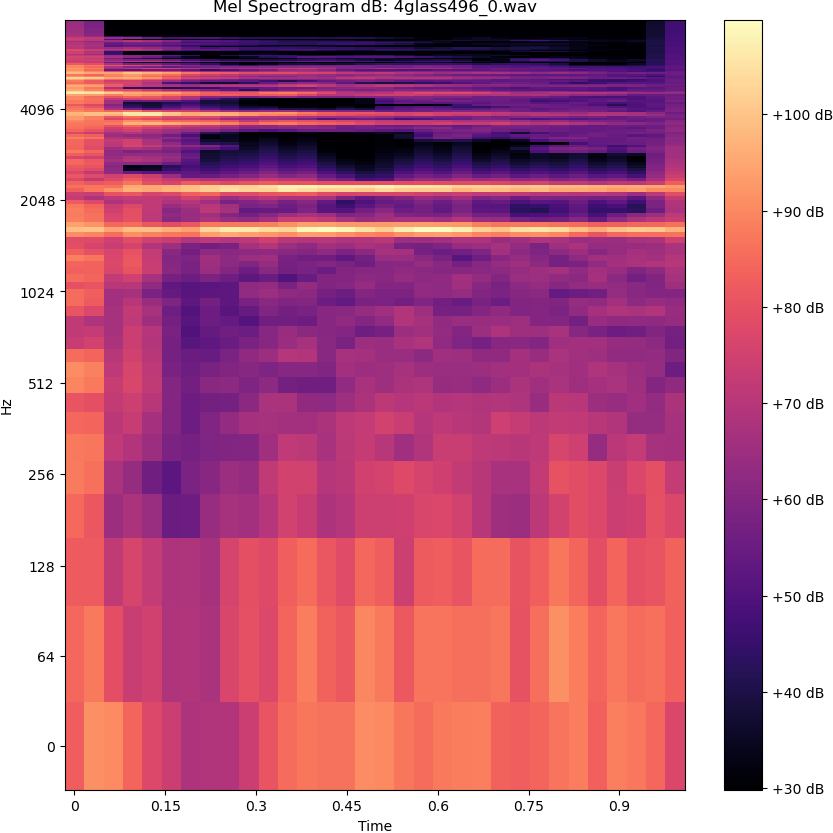 Mel Spectrogram dB: 4glass496_0.wav
4096
2048
1024
512
256
128
64
0
Hz
0
0.15
0.3
0.45
0.6
0.75
0.9
Time
+100 dB
+90 dB
+80 dB
+70 dB
+60 dB
+50 dB
+40 dB
+30 dB